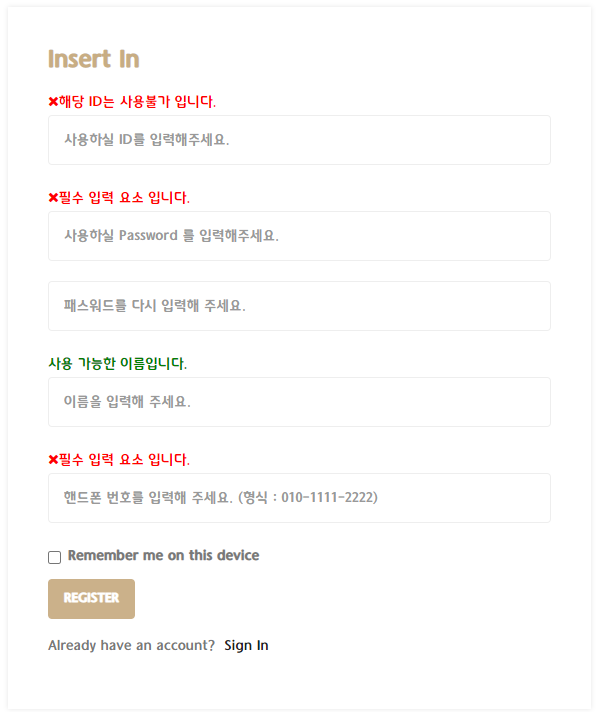 Insert In
✖해당 ID는 사용불가 입니다.
사용하실 ID를 입력해주세요.
✖필수 입력 요소 입니다.
사용하실 Password 를 입력해주세요.
패스워드를 다시 입력해 주세요.
사용 가능한 이름입니다.
이름을 입력해 주세요.
✖필수 입력 요소 입니다.
핸드폰 번호를 입력해 주세요. (형식 : 010-1111-2222)
Remember me on this device
REGISTER
Already have an account? Sign In